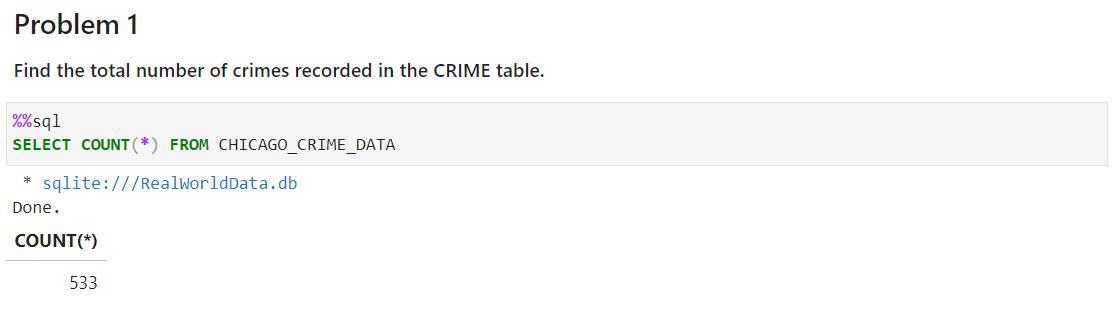 Problem 1
Find the total number of crimes recorded in the CRIME table.
%%sql
SELECT COUNT(*) FROM CHICAGO_CRIME_DATA
* sqlite:///RealWorldData.db
Done.
COUNT(*)
533